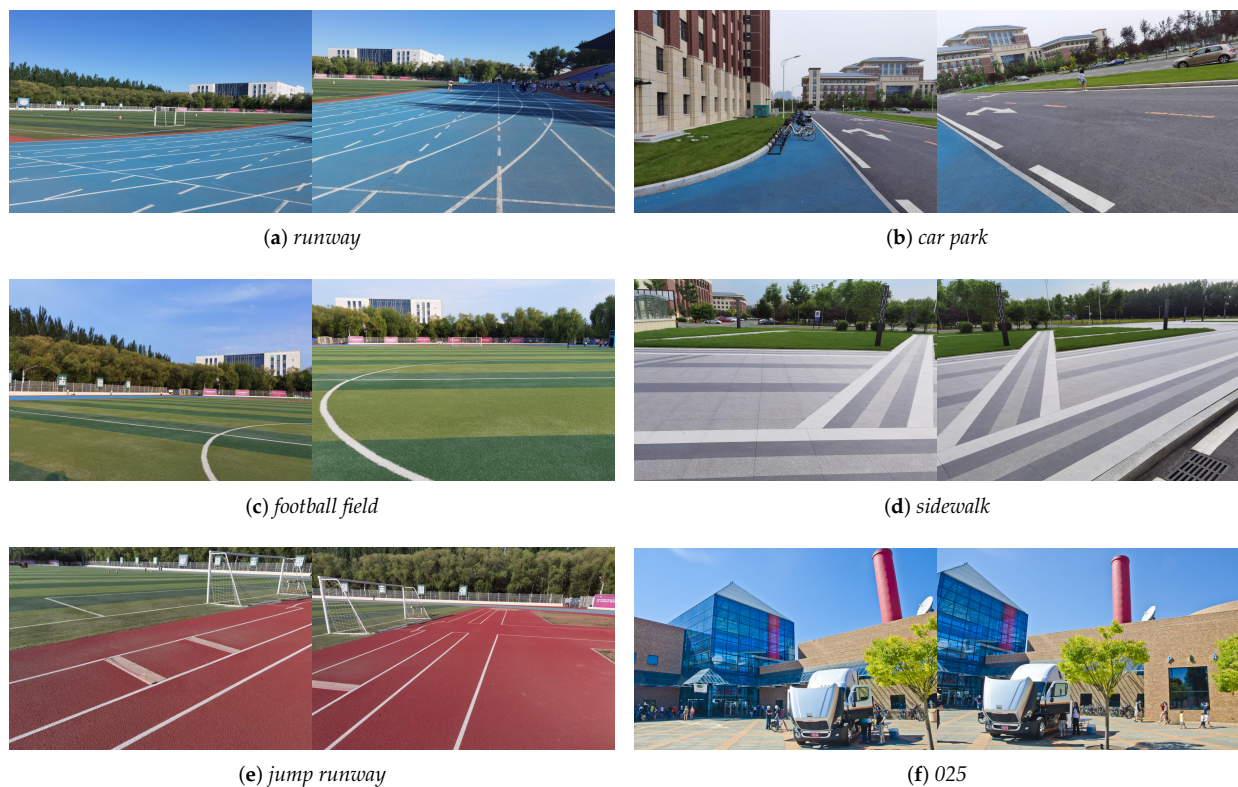 (a) runway
(b) car park
(c) football field
(d) sidewalk
(e) jump runway
(f) 025